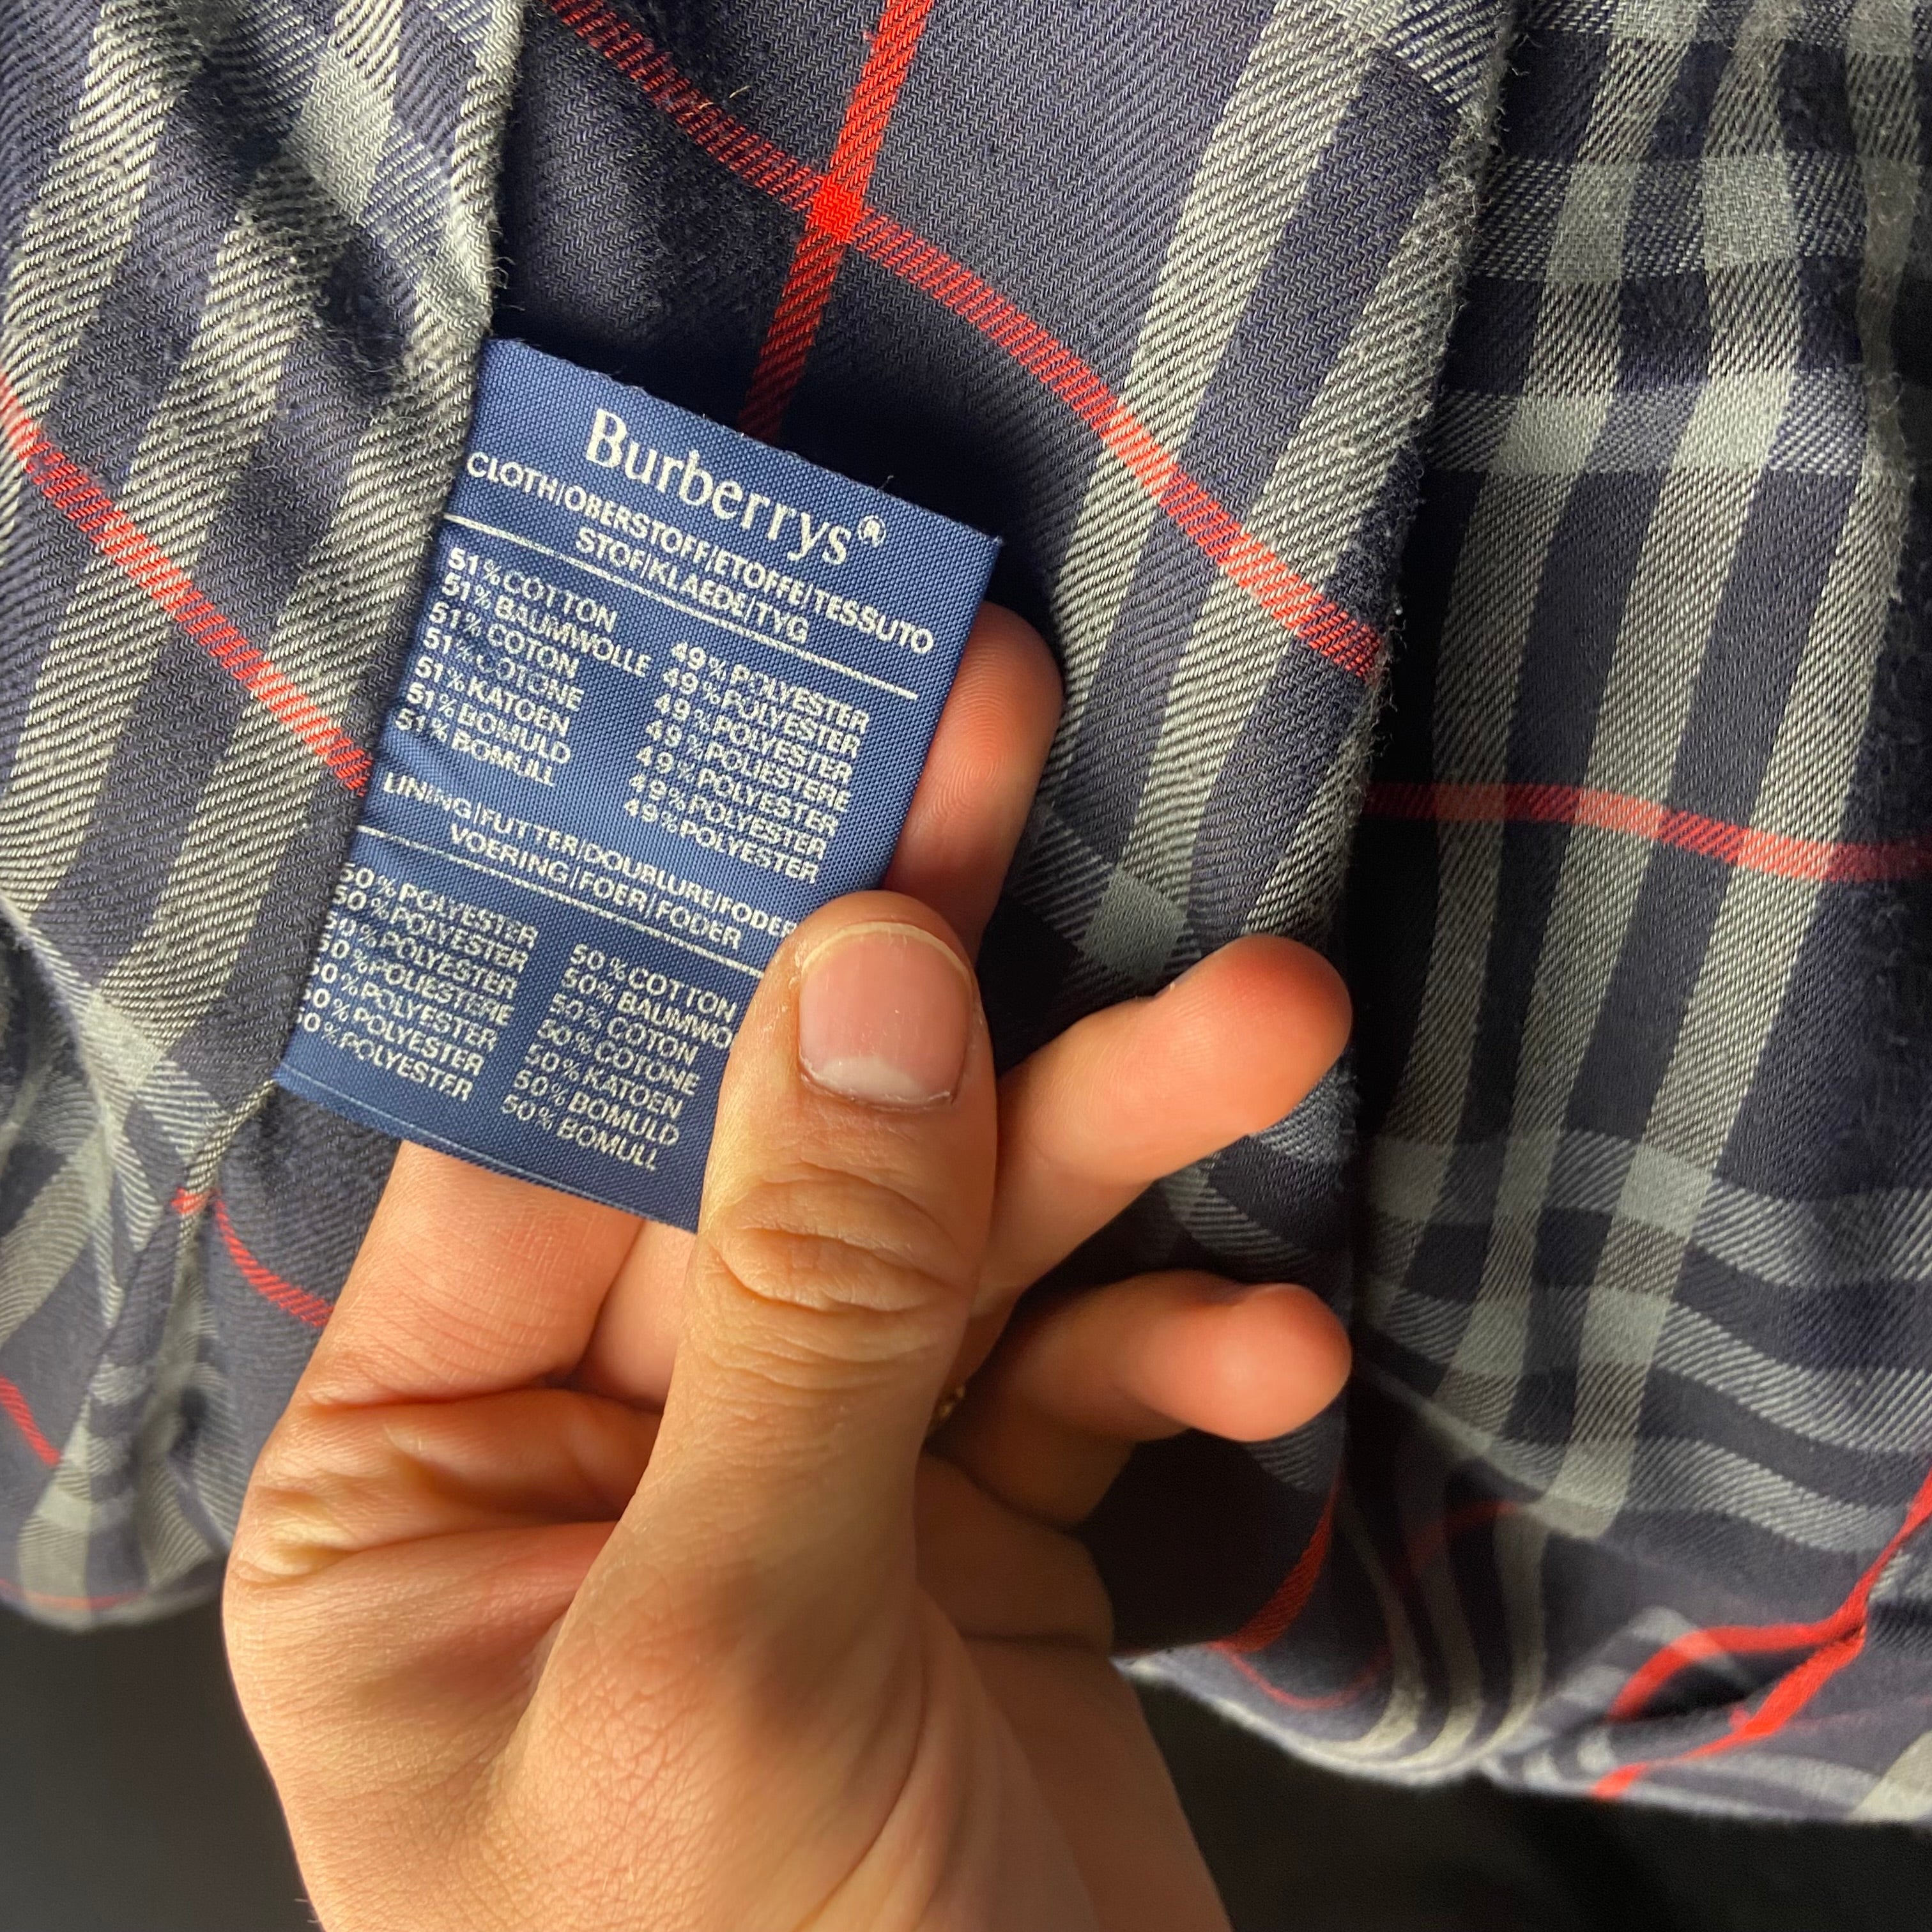 Burberrys®
CLOTH|OBERSTOFF|ETOFFE|TESSUTO
STOF|KLAEDE|TYG
51% COTTON 49% POLYESTER
51% BAUMWOLLE 49% POLYESTER
51% COTON 49% POLYESTER
51% COTONE 49% POLIESTERE
51% KATOEN 49% POLYESTER
51% BOMULD 49% POLYESTER
51% BOMULL 49% POLYESTER
LINING|FUTTER|DOUBLURE|FODER
VOERING|FOER|FODER
50% POLYESTER 50% COTTON
50% POLYESTER 50% BAUMWO
50% POLYESTER 50% COTON
50% POLIESTERE 50% COTONE
50% POLYESTER 50% KATOEN
50% POLYESTER 50% BOMULD
50% POLYESTER 50% BOMULL